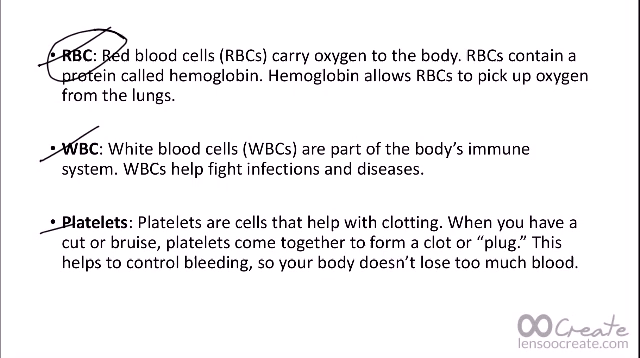 • RBC: Red blood cells (RBCs) carry oxygen to the body. RBCs contain a
protein called hemoglobin. Hemoglobin allows RBCs to pick up oxygen
from the lungs.
• WBC: White blood cells (WBCs) are part of the body’s immune
system. WBCs help fight infections and diseases.
• Platelets: Platelets are cells that help with clotting. When you have a
cut or bruise, platelets come together to form a clot or “plug.” This
helps to control bleeding, so your body doesn’t lose too much blood.
Create
lensoocreate.com